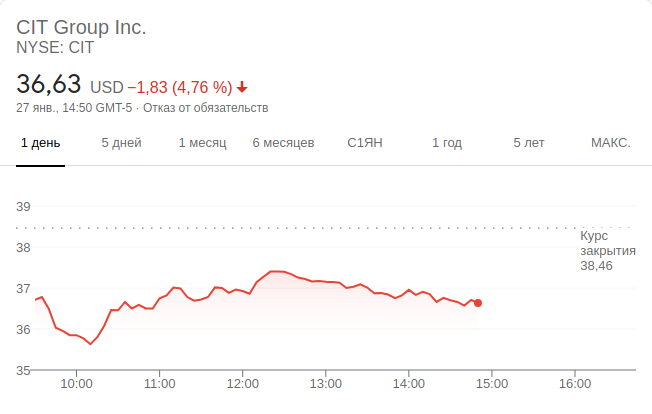 CIT Group Inc.
NYSE: CIT
36,63 USD −1,83 (4,76 %)
27 янв., 14:50 GMT-5 · Отказ от обязательств
1 день 5 дней 1 месяц 6 месяцев С1ЯН 1 год 5 лет МАКС.
39
Курс
закрытия
38,46
38
37
36
35
10:00 11:00 12:00 13:00 14:00 15:00 16:00